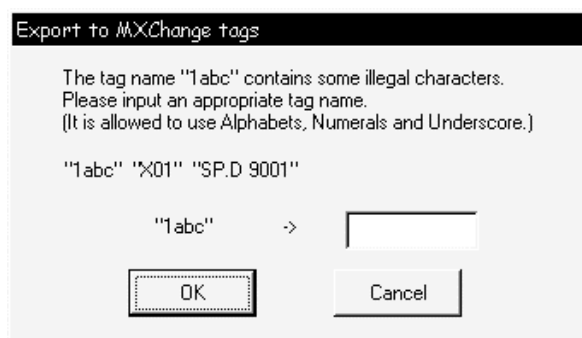 Export to MXChange tags
The tag name "1abc" contains some illegal characters.
Please input an appropriate tag name.
(It is allowed to use Alphabets, Numerals and Underscore.)
"1abc" "X01" "SP.D 9001"
"1abc" ->
OK Cancel